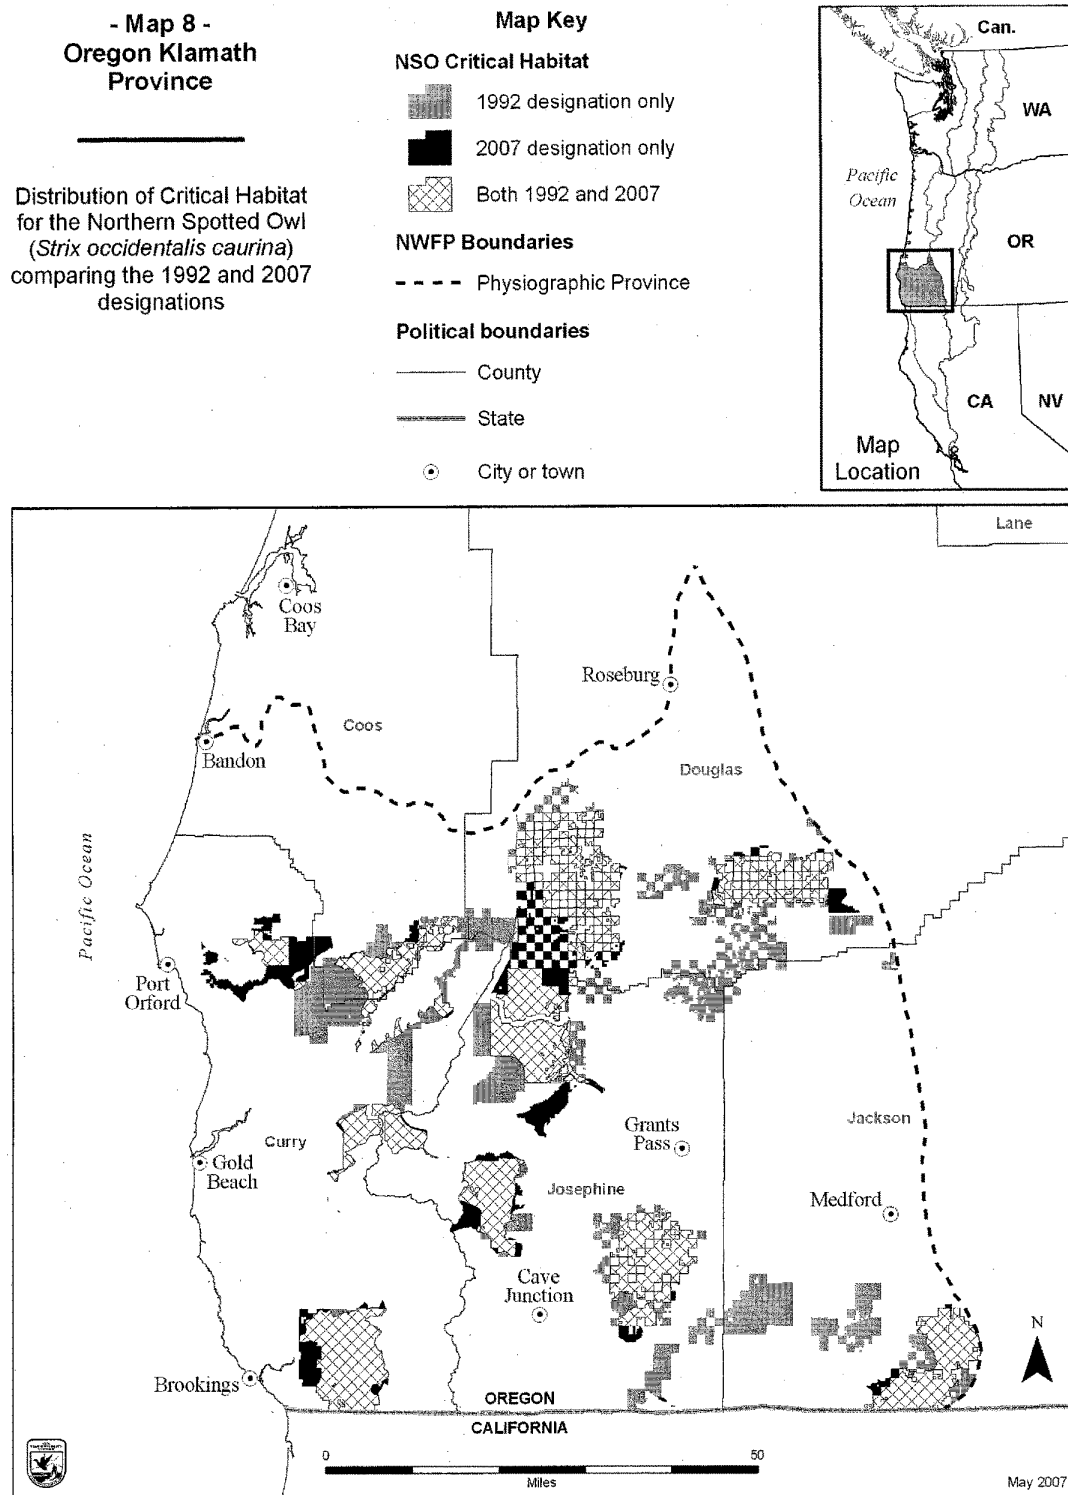 - Map 8 -
Oregon Klamath
Province
Distribution of Critical Habitat
for the Northern Spotted Owl
(Strix occidentalis caurina)
comparing the 1992 and 2007
designations
Map Key
NSO Critical Habitat
1992 designation only
2007 designation only
Both 1992 and 2007
NWFP Boundaries
Physiographic Province
Political boundaries
County
State
City or town
Can.
WA
Pacific
Ocean
OR
CA
NV
Map
Location
Lane
Coos
Bay
Roseburg
Coos
Bandon
Douglas
Pacific Ocean
Port
Orford
Grants
Pass
Jackson
Curry
Gold
Beach
Josephine
Medford
Cave
Junction
N
Brookings
OREGON
CALIFORNIA
0
50
Miles
May 2007